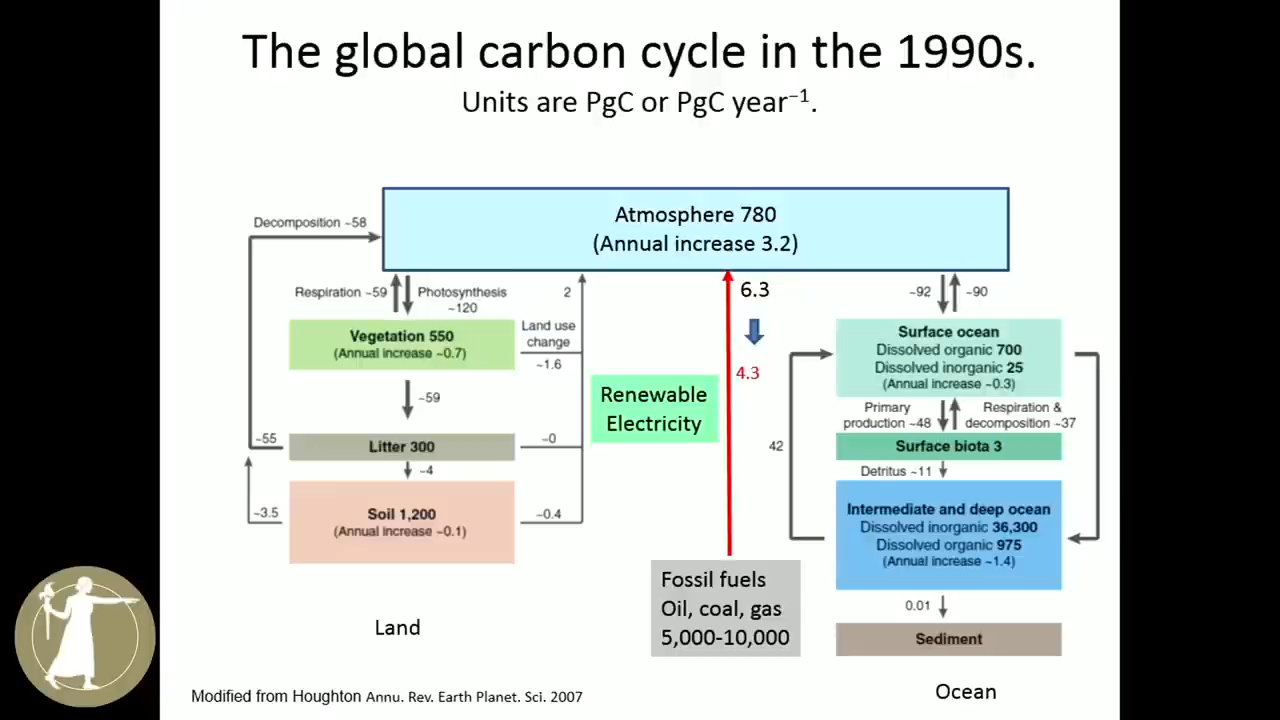 The global carbon cycle in the 1990s.
Units are PgC or PgC year⁻¹.
Atmosphere 780
(Annual increase 3.2)
Decomposition ~58
Respiration ~59
Photosynthesis
~120
2
6.3
~92
~90
Vegetation 550
(Annual increase ~0.7)
Land use
change
~1.6
4.3
Renewable
Electricity
~59
Litter 300
~55
~0
~4
Soil 1,200
(Annual increase ~0.1)
~3.5
~0.4
Fossil fuels
Oil, coal, gas
5,000-10,000
Surface ocean
Dissolved organic 700
Dissolved inorganic 25
(Annual increase ~0.3)
Primary
production ~48
Respiration &
decomposition ~37
42
Surface biota 3
Detritus ~11
Intermediate and deep ocean
Dissolved inorganic 36,300
Dissolved organic 975
(Annual increase ~1.4)
0.01
Sediment
Land
Ocean
Modified from Houghton Annu. Rev. Earth Planet. Sci. 2007